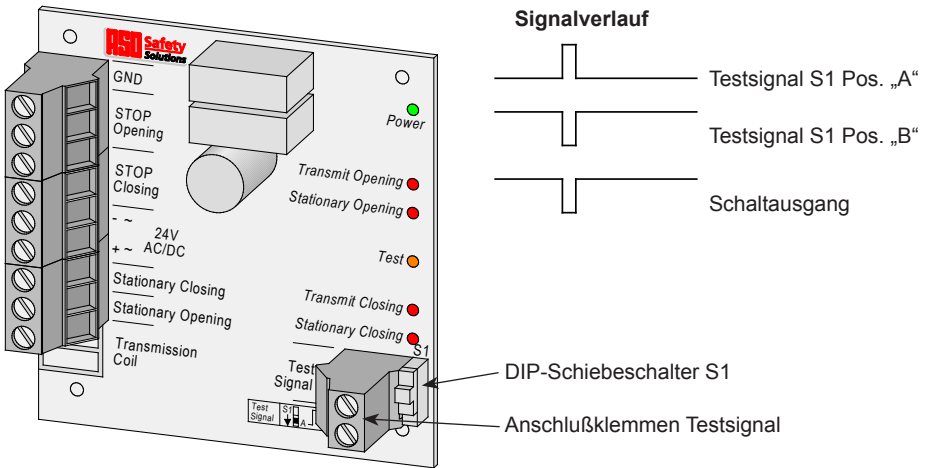 Signalverlauf
ASO Safety
Solutions
GND
STOP
Opening
STOP
Closing
- ~
24V
AC/DC
+ ~
Stationary Closing
Stationary Opening
Transmission
Coil
Power
Transmit Opening
Stationary Opening
Test
Transmit Closing
Stationary Closing
S1
Test
Signal
Test
Signal
S1
A
Testsignal S1 Pos. „A“
Testsignal S1 Pos. „B“
Schaltausgang
DIP-Schiebeschalter S1
Anschlußklemmen Testsignal